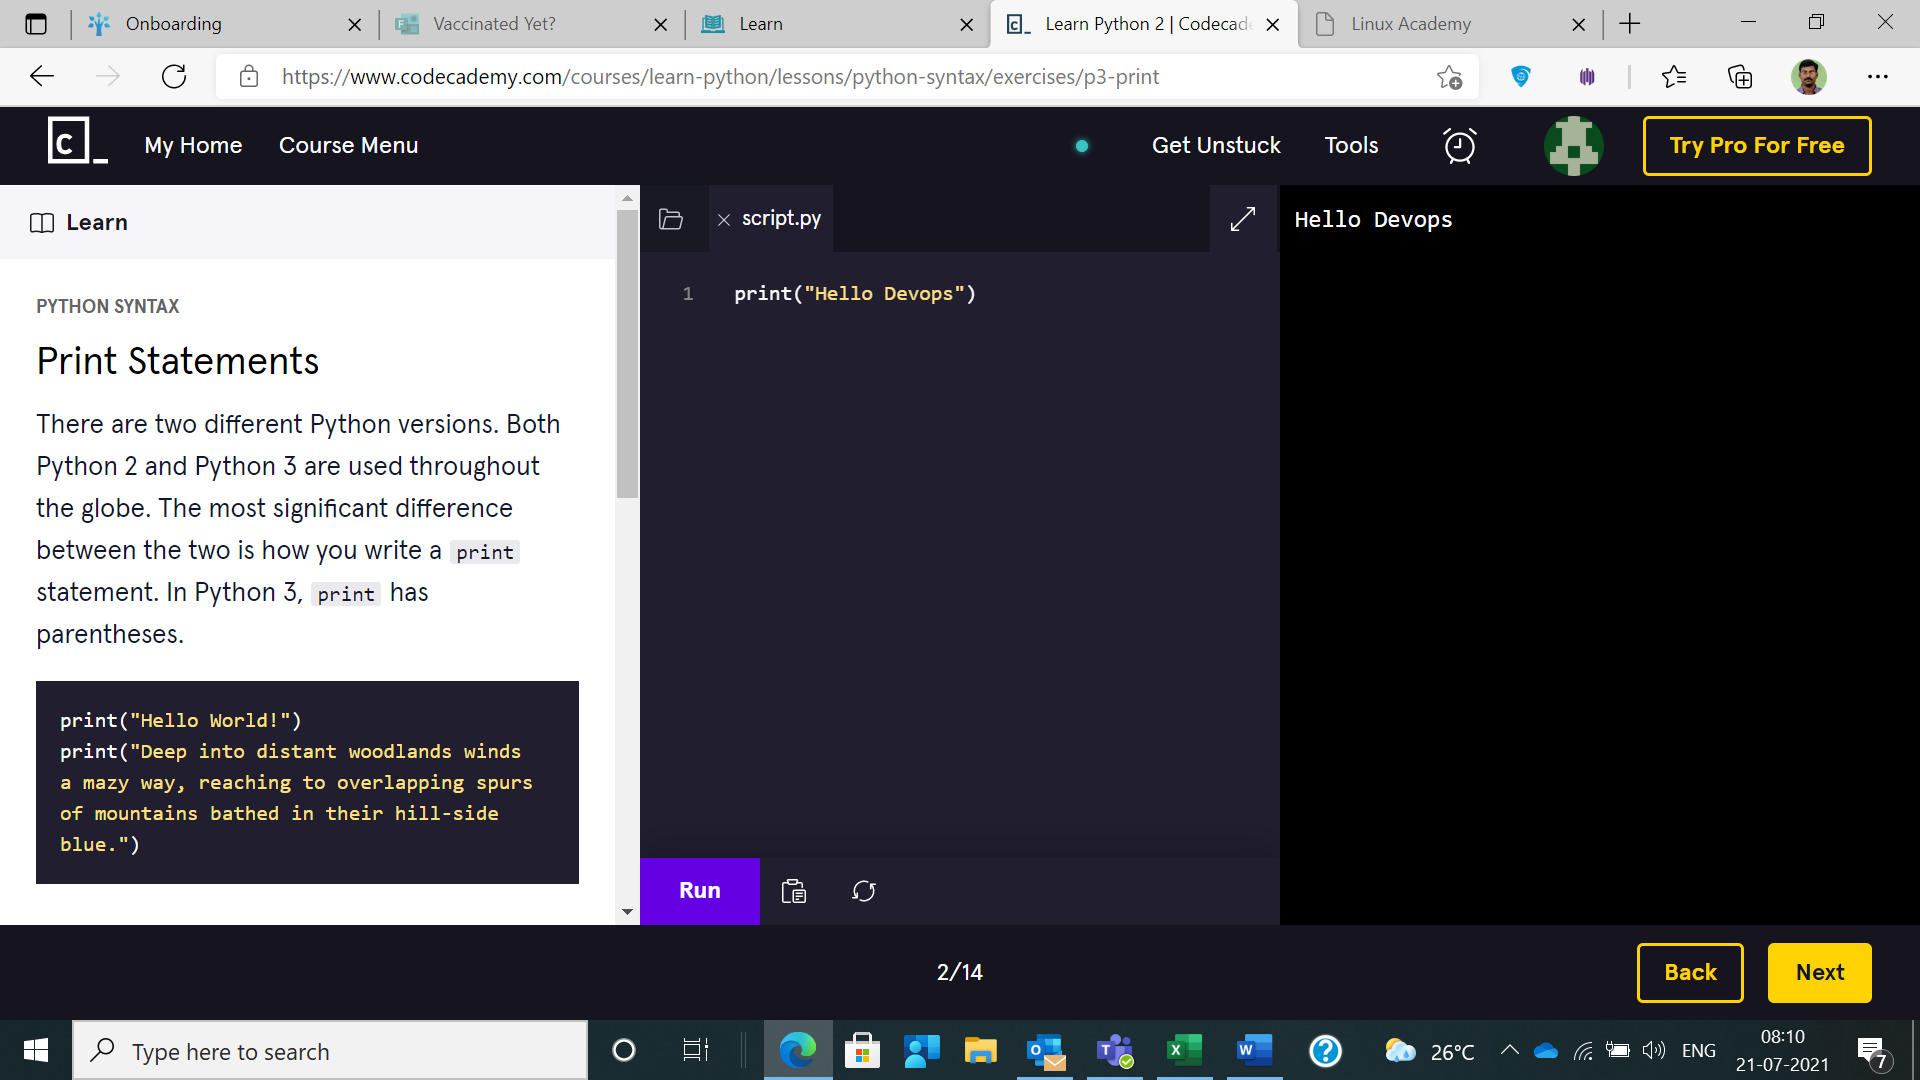 Onboarding
Vaccinated Yet?
Learn
Learn Python 2 | Codecade
Linux Academy
https://www.codecademy.com/courses/learn-python/lessons/python-syntax/exercises/p3-print
c_
My Home
Course Menu
Get Unstuck
Tools
Try Pro For Free
Learn
script.py
Hello Devops
1 print("Hello Devops")
PYTHON SYNTAX
Print Statements
There are two different Python versions. Both
Python 2 and Python 3 are used throughout
the globe. The most significant difference
between the two is how you write a print
statement. In Python 3, print has
parentheses.
print("Hello World!")
print("Deep into distant woodlands winds
a mazy way, reaching to overlapping spurs
of mountains bathed in their hill-side
blue.")
Run
2/14
Back
Next
Type here to search
26°C
ENG
08:10
21-07-2021
7